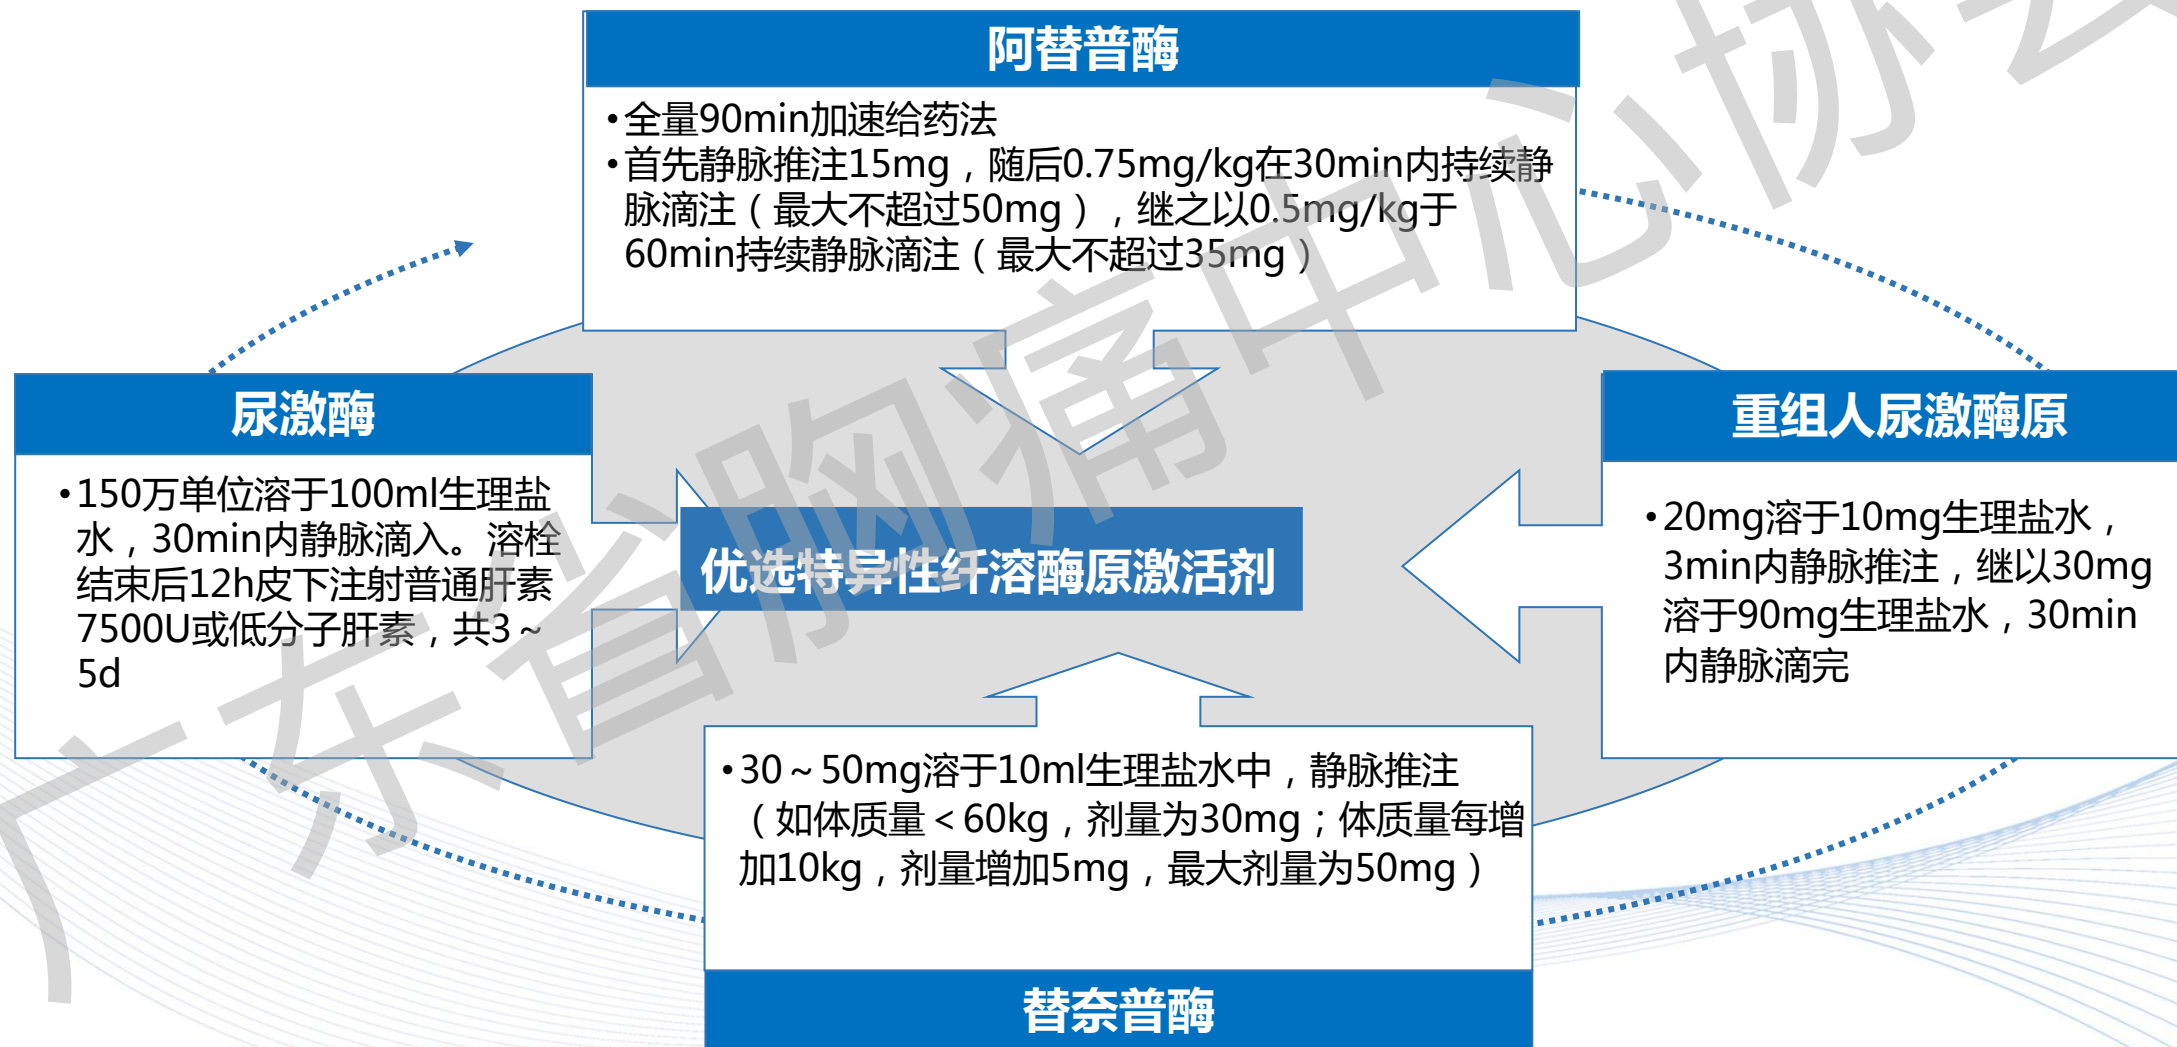 阿替普酶
•全量90min加速给药法
•首先静脉推注15mg，随后0.75mg/kg在30min内持续静
脉滴注（最大不超过50mg），继之以0.5mg/kg于
60min持续静脉滴注（最大不超过35mg）
尿激酶
•150万单位溶于100ml生理盐
水，30min内静脉滴入。溶栓
结束后12h皮下注射普通肝素
7500U或低分子肝素，共3～
5d
优选特异性纤溶酶原激活剂
重组人尿激酶原
•20mg溶于10mg生理盐水，
3min内静脉推注，继以30mg
溶于90mg生理盐水，30min
内静脉滴完
•30～50mg溶于10ml生理盐水中，静脉推注
（如体质量＜60kg，剂量为30mg；体质量每增
加10kg，剂量增加5mg，最大剂量为50mg）
替奈普酶
广东省胸痛中心协会